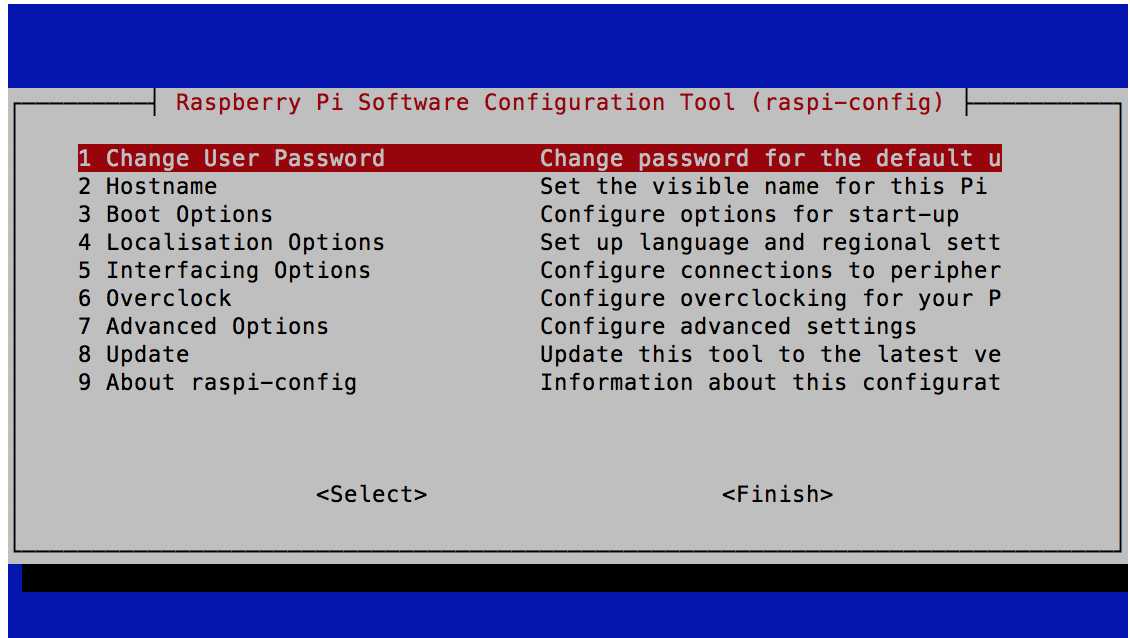 Raspberry Pi Software Configuration Tool (raspi-config)
1 Change User Password Change password for the default u
2 Hostname Set the visible name for this Pi
3 Boot Options Configure options for start-up
4 Localisation Options Set up language and regional sett
5 Interfacing Options Configure connections to peripher
6 Overclock Configure overclocking for your P
7 Advanced Options Configure advanced settings
8 Update Update this tool to the latest ve
9 About raspi-config Information about this configurat
<Select> <Finish>